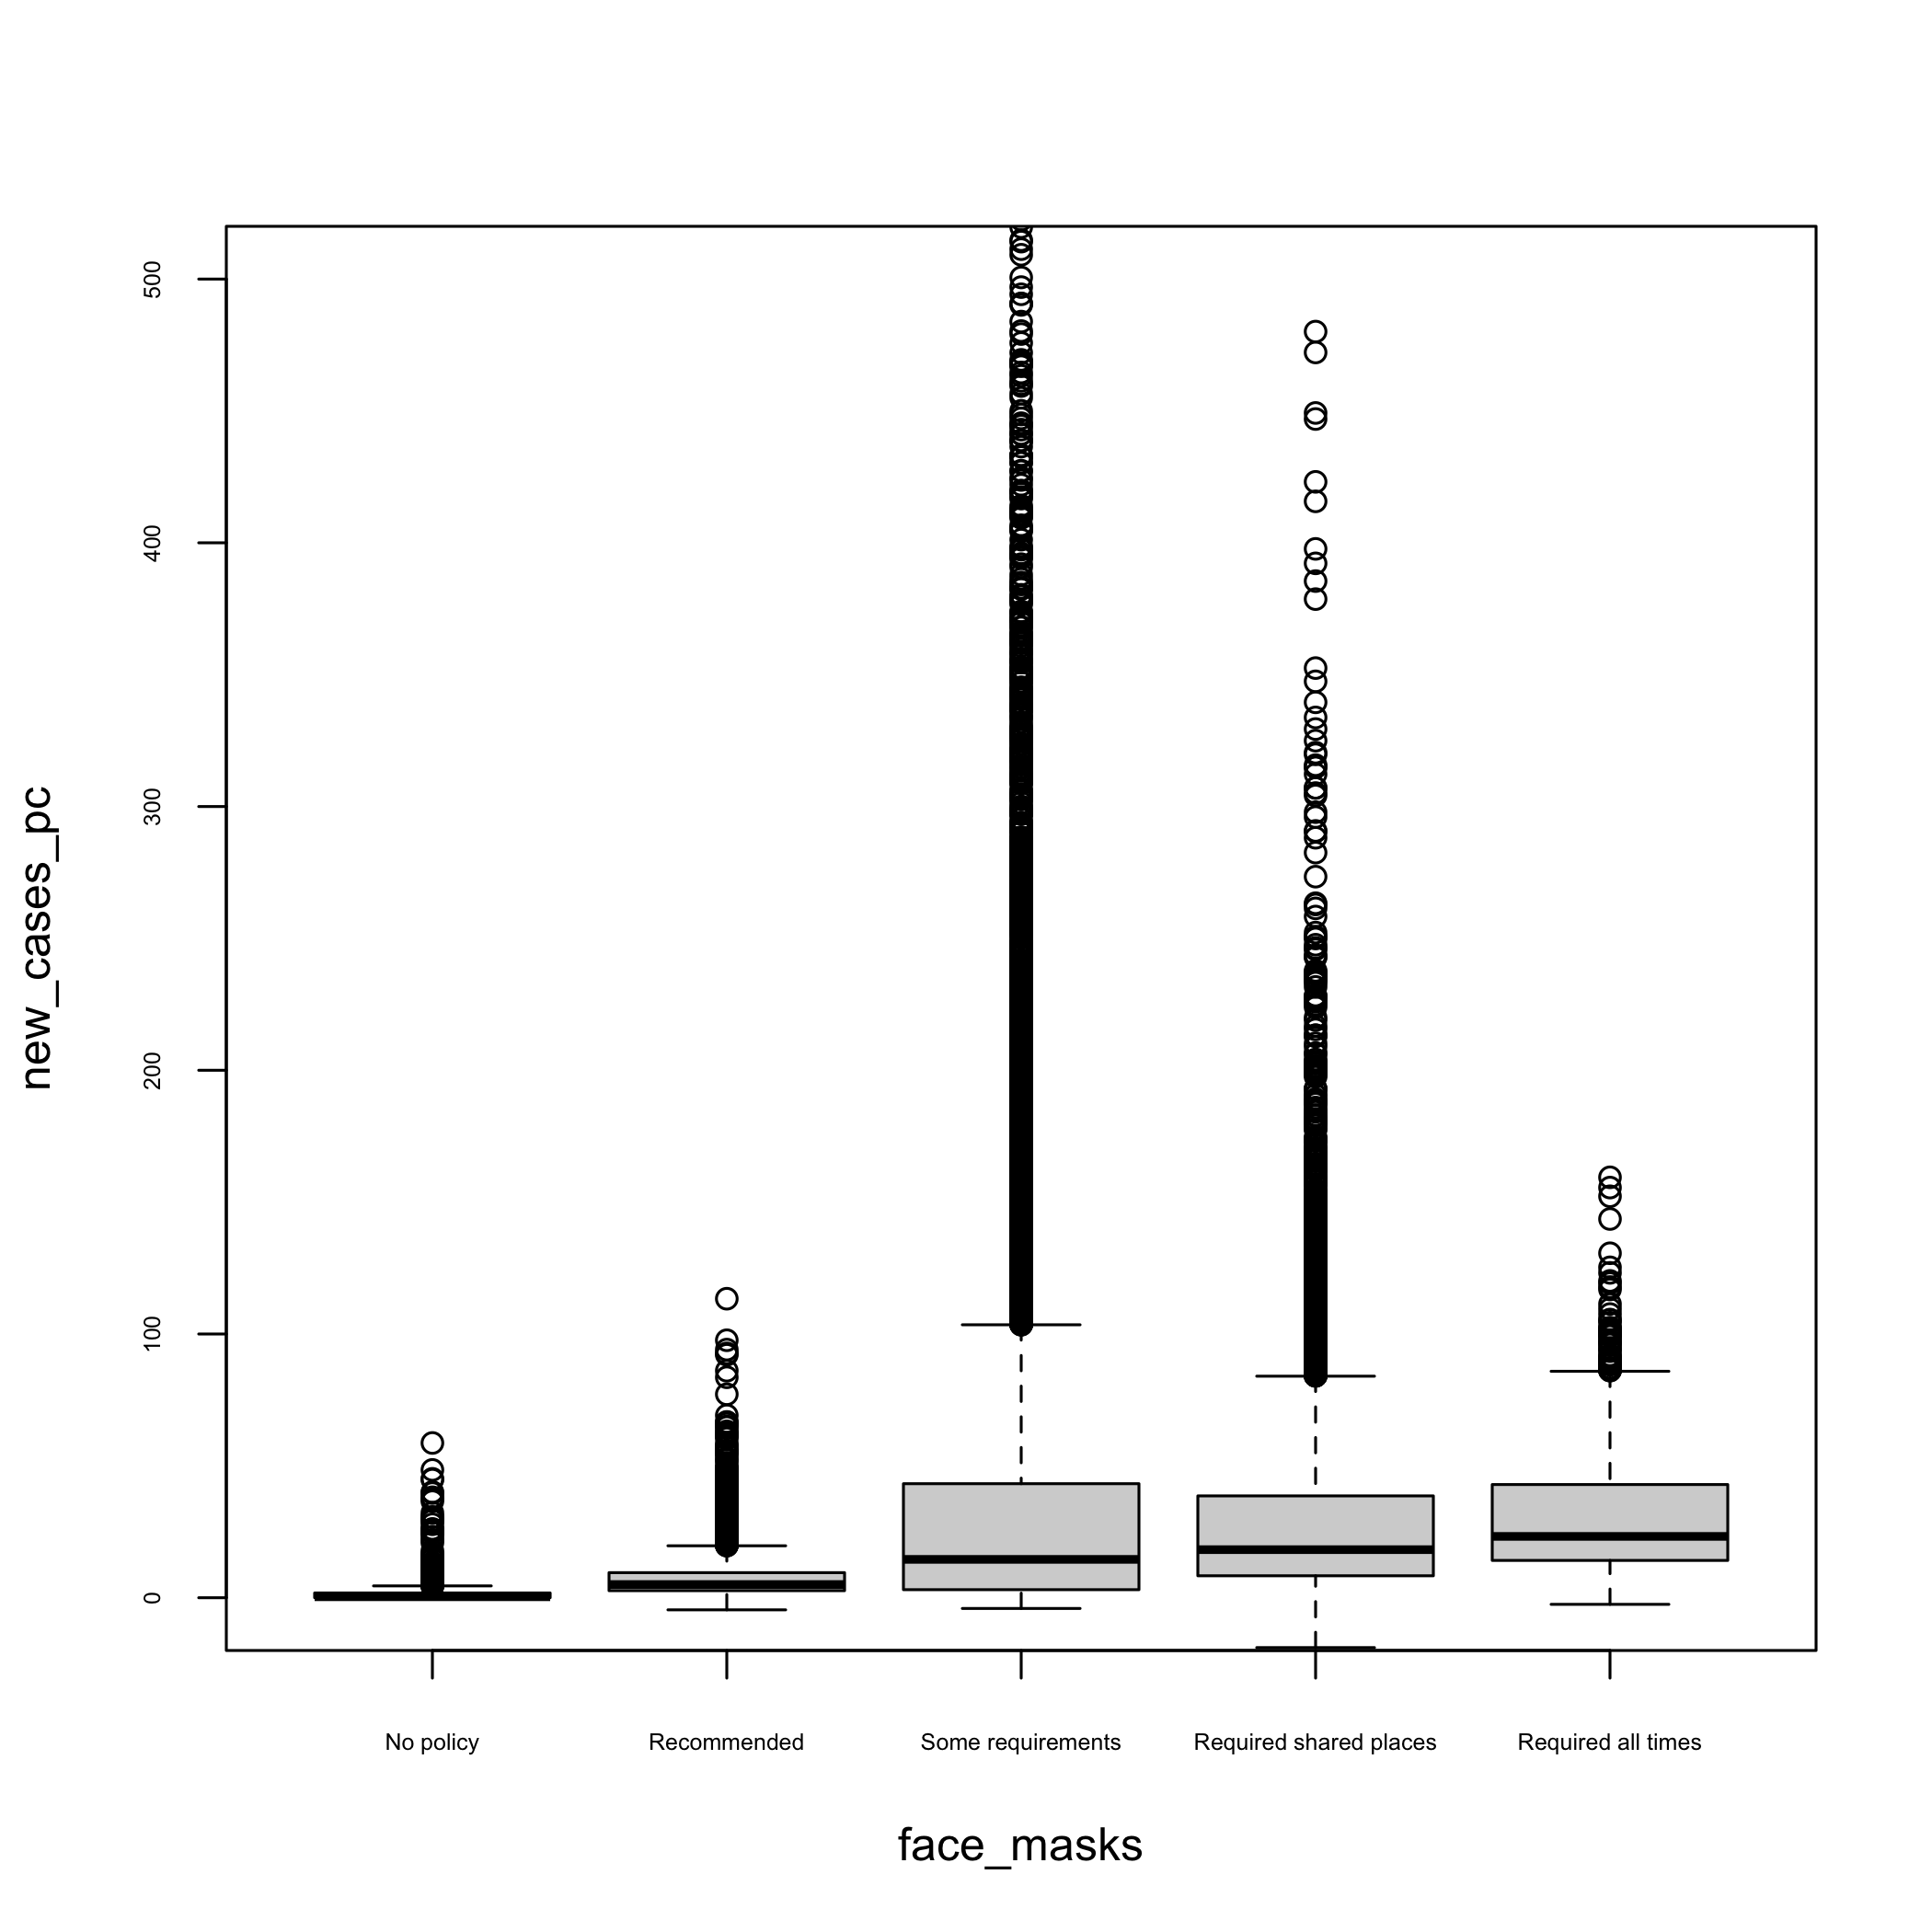 new_cases_pc
500
400
300
200
100
0
No policy Recommended Some requirements Required shared places Required all times
face_masks